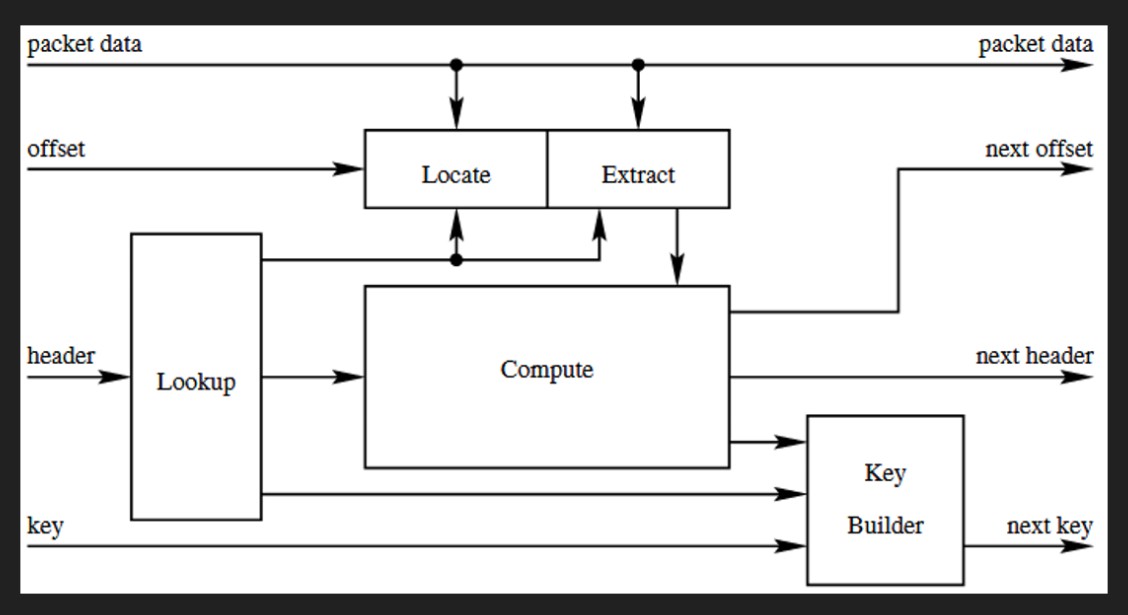 packet data
packet data
offset
next offset
Locate
Extract
header
next header
Lookup
Compute
Key
Builder
key
next key